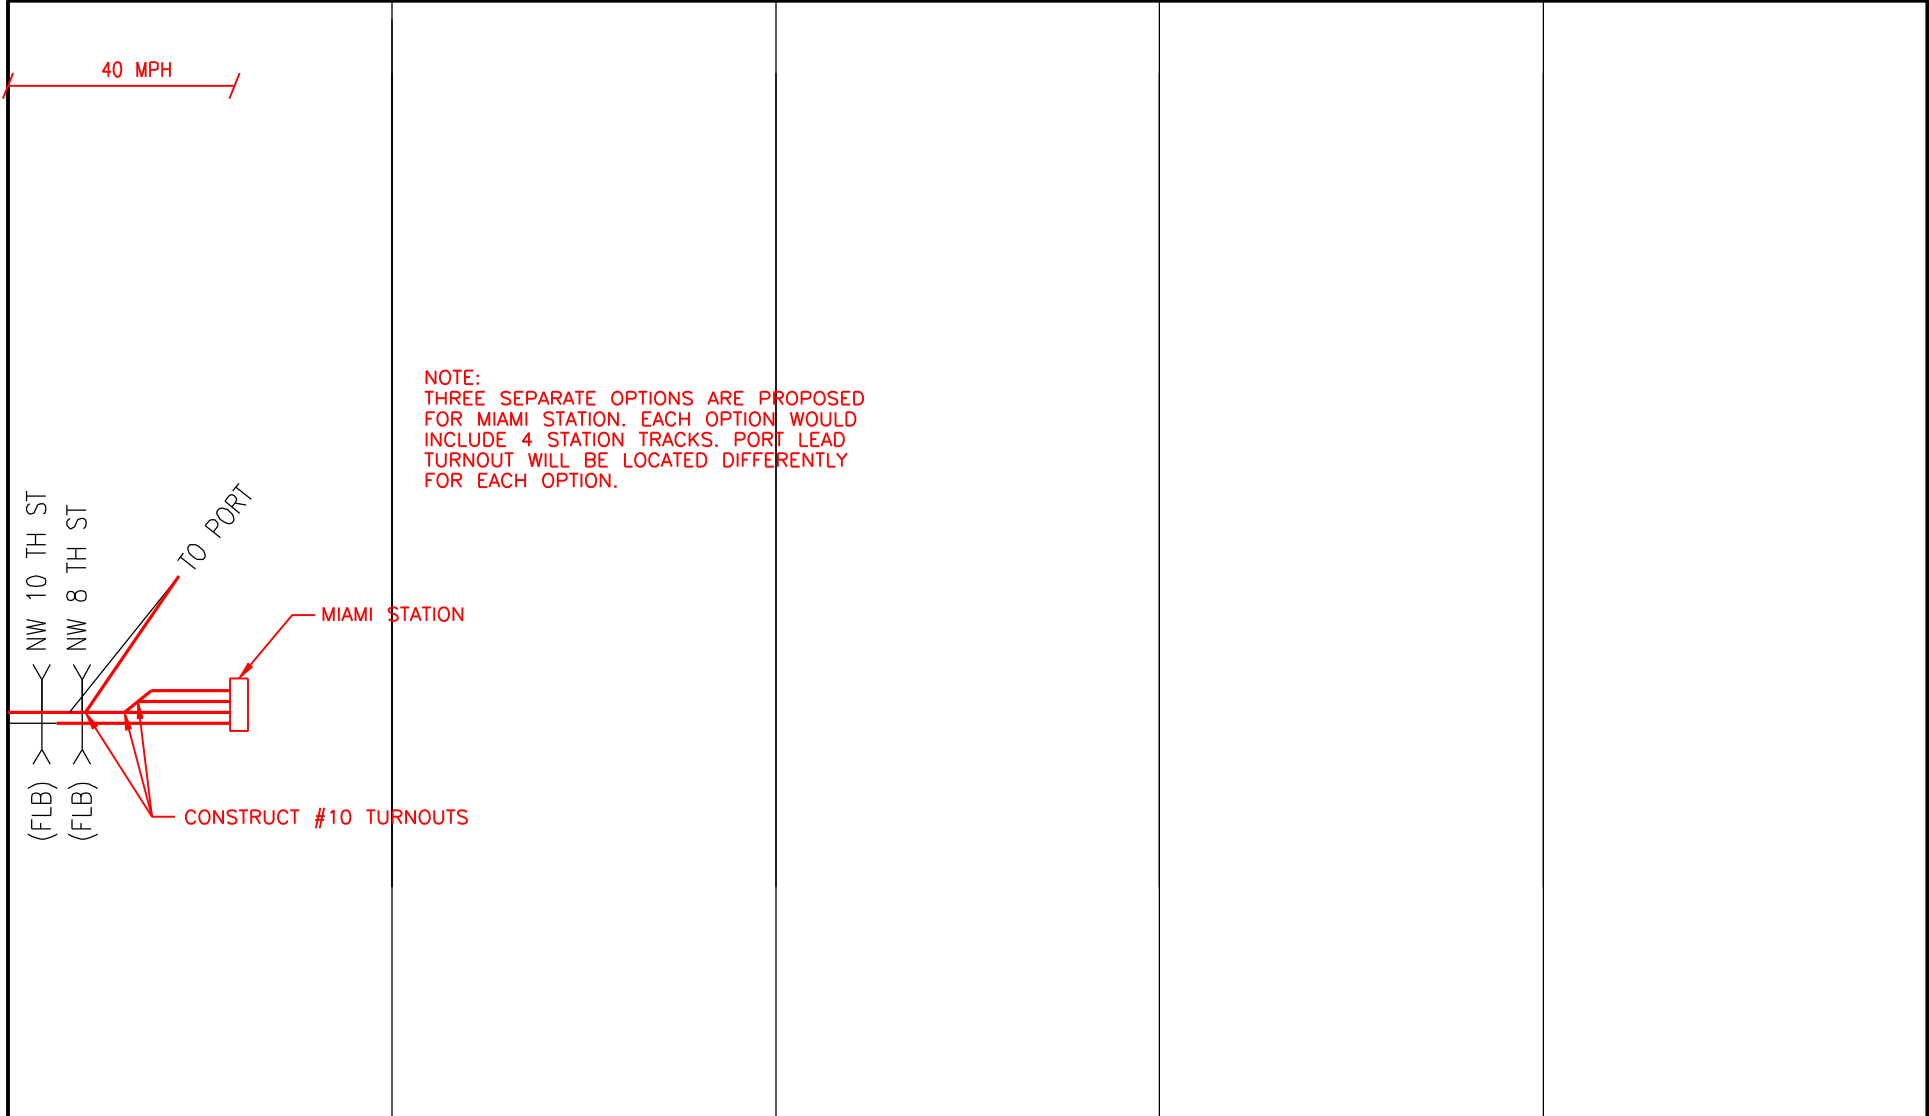 40 MPH
NOTE:
THREE SEPARATE OPTIONS ARE PROPOSED
FOR MIAMI STATION. EACH OPTION WOULD
INCLUDE 4 STATION TRACKS. PORT LEAD
TURNOUT WILL BE LOCATED DIFFERENTLY
FOR EACH OPTION.
NW 10 TH ST
NW 8 TH ST
TO PORT
MIAMI STATION
(FLB)
(FLB)
CONSTRUCT #10 TURNOUTS